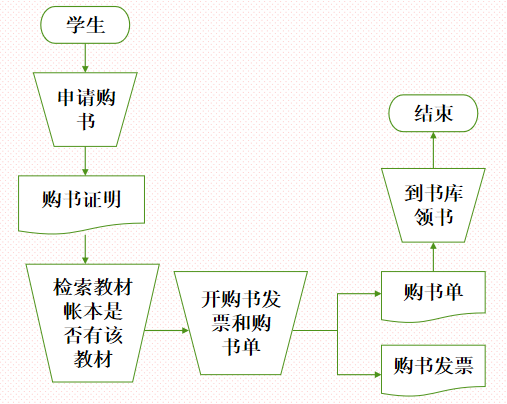 学生
申请购
书
购书证明
检索教材
帐本是
否有该
教材
开购书发
票和购
书单
购书单
购书发票
到书库
领书
结束